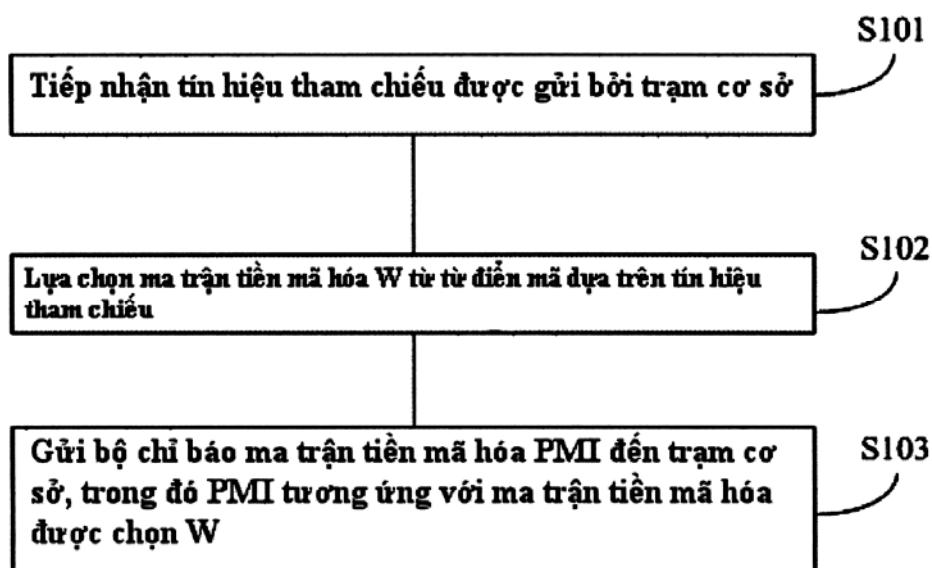 S101
Tiếp nhận tín hiệu tham chiếu được gửi bởi trạm cơ sở
S102
Lựa chọn ma trận tiền mã hóa W từ từ điển mã dựa trên tín hiệu
tham chiếu
S103
Gửi bộ chỉ báo ma trận tiền mã hóa PMI đến trạm cơ
sở, trong đó PMI tương ứng với ma trận tiền mã hóa
được chọn W